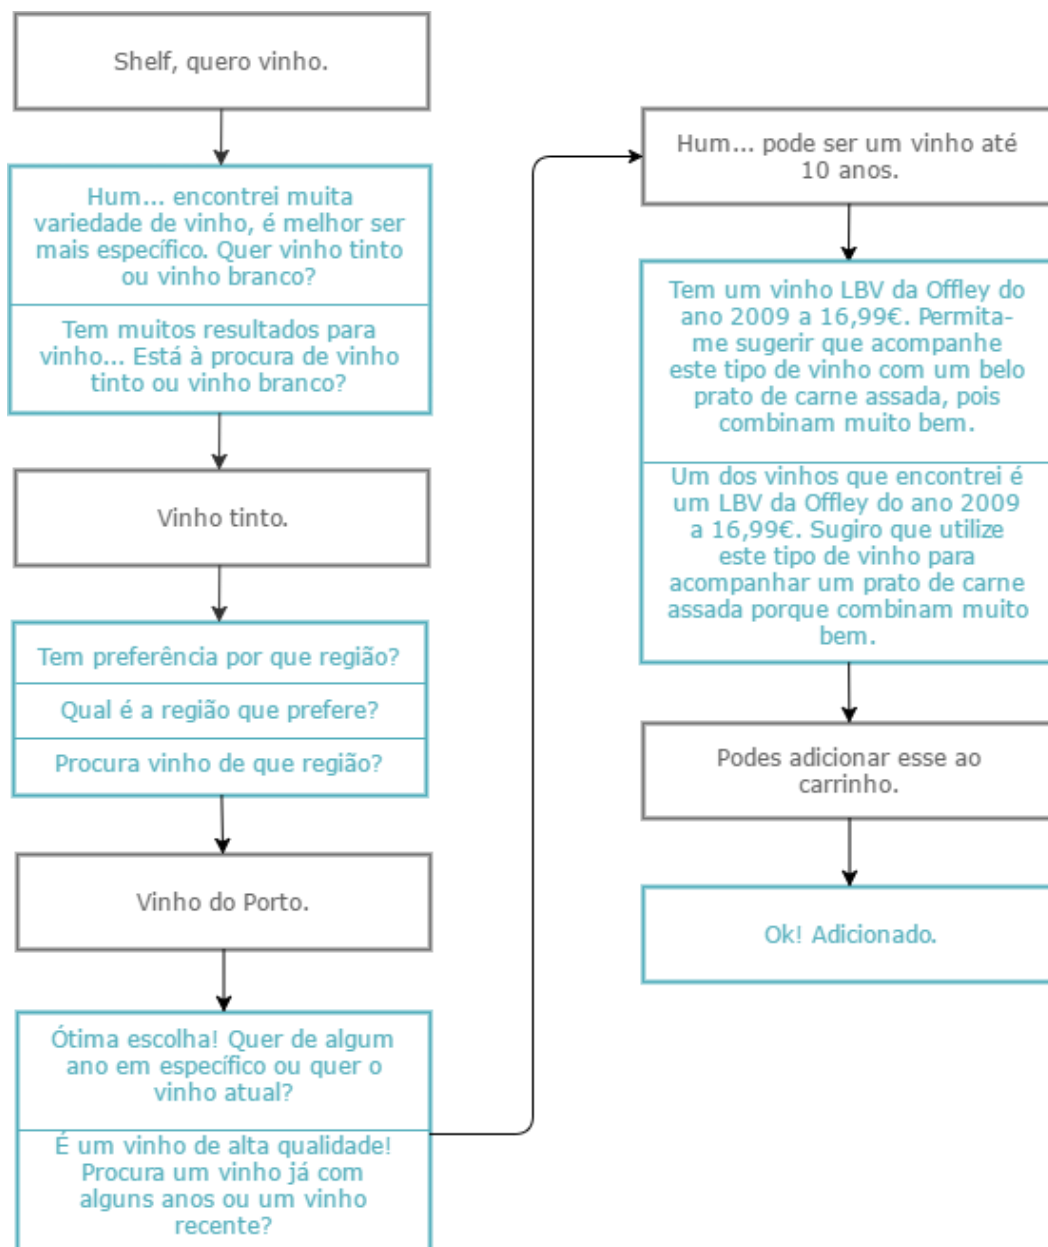 Shelf, quero vinho.
Hum... encontrei muita
variedade de vinho, é melhor ser
mais específico. Quer vinho tinto
ou vinho branco?
Tem muitos resultados para
vinho... Está à procura de vinho
tinto ou vinho branco?
Vinho tinto.
Tem preferência por que região?
Qual é a região que prefere?
Procura vinho de que região?
Vinho do Porto.
Ótima escolha! Quer de algum
ano em específico ou quer o
vinho atual?
É um vinho de alta qualidade!
Procura um vinho já com
alguns anos ou um vinho
recente?
Hum... pode ser um vinho até
10 anos.
Tem um vinho LBV da Offley do
ano 2009 a 16,99€. Permita-
me sugerir que acompanhe
este tipo de vinho com um belo
prato de carne assada, pois
combinam muito bem.
Um dos vinhos que encontrei é
um LBV da Offley do ano 2009
a 16,99€. Sugiro que utilize
este tipo de vinho para
acompanhar um prato de carne
assada porque combinam muito
bem.
Podes adicionar esse ao
carrinho.
Ok! Adicionado.